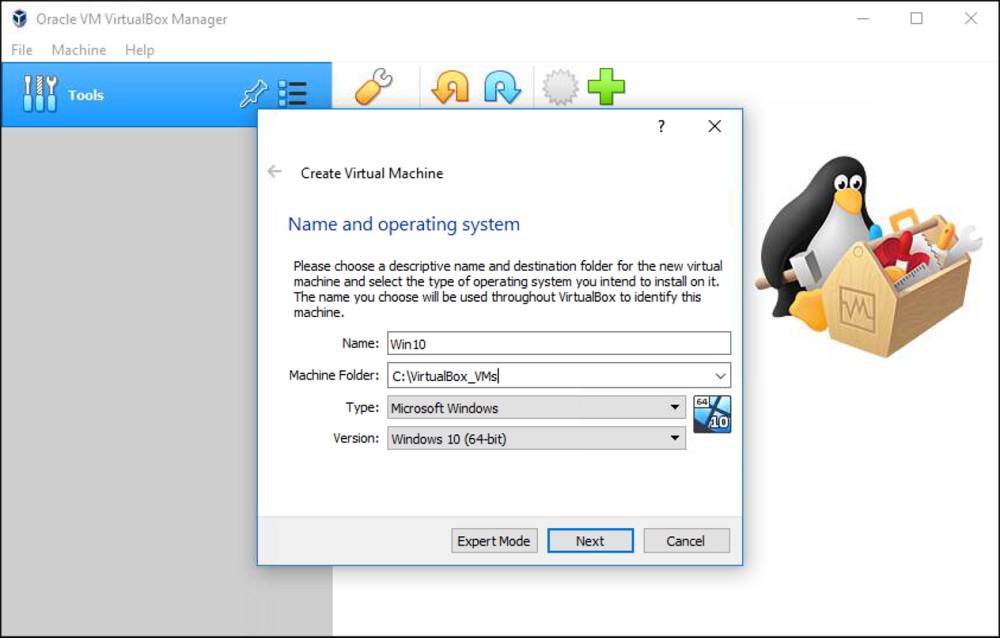 Oracle VM VirtualBox Manager
File Machine Help
Tools
?
Create Virtual Machine
Name and operating system
Please choose a descriptive name and destination folder for the new virtual
machine and select the type of operating system you intend to install on it.
The name you choose will be used throughout VirtualBox to identify this
machine.
Name: Win10
Machine Folder: C:\VirtualBox_VMs
Type: Microsoft Windows
64
10
Version: Windows 10 (64-bit)
Expert Mode Next Cancel
VM